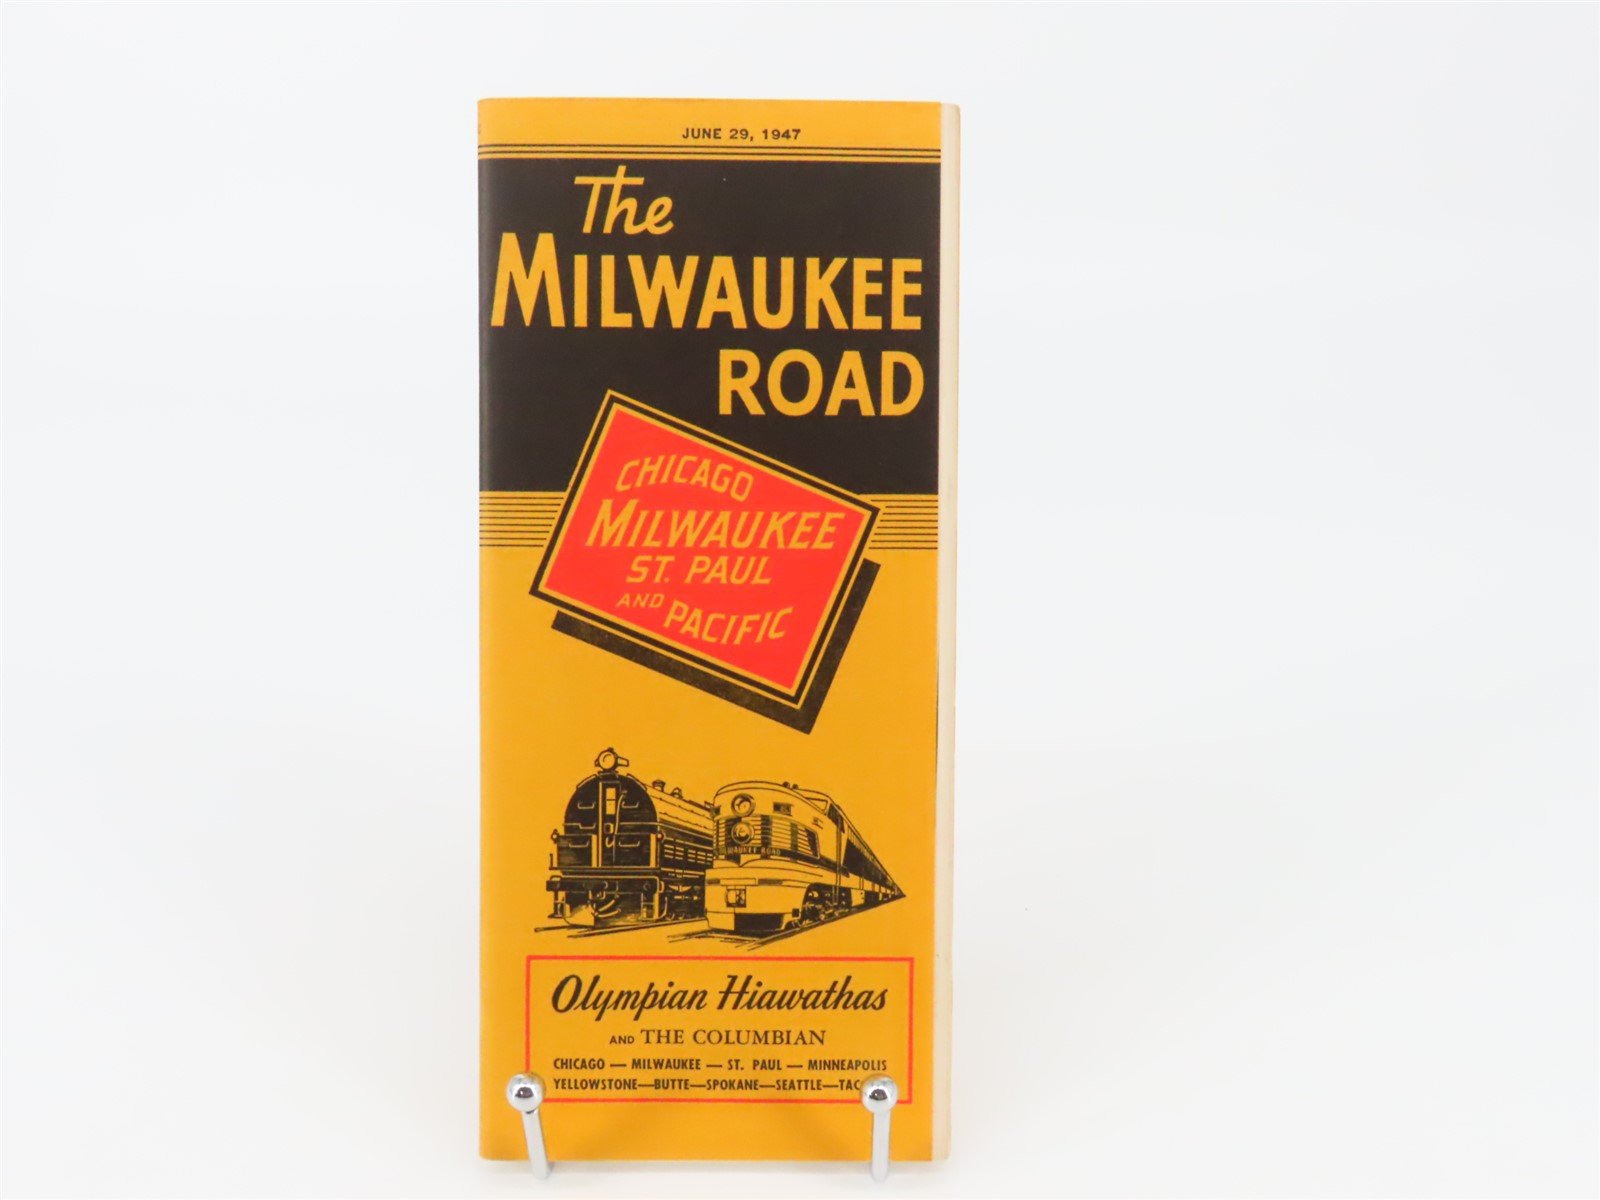 JUNE 29, 1947
The
MILWAUKEE
ROAD
CHICAGO
MILWAUKEE
ST. PAUL
AND PACIFIC
Olympian Hiawathas
AND THE COLUMBIAN
CHICAGO — MILWAUKEE — ST. PAUL — MINNEAPOLIS
YELLOWSTONE—BUTTE—SPOKANE—SEATTLE—